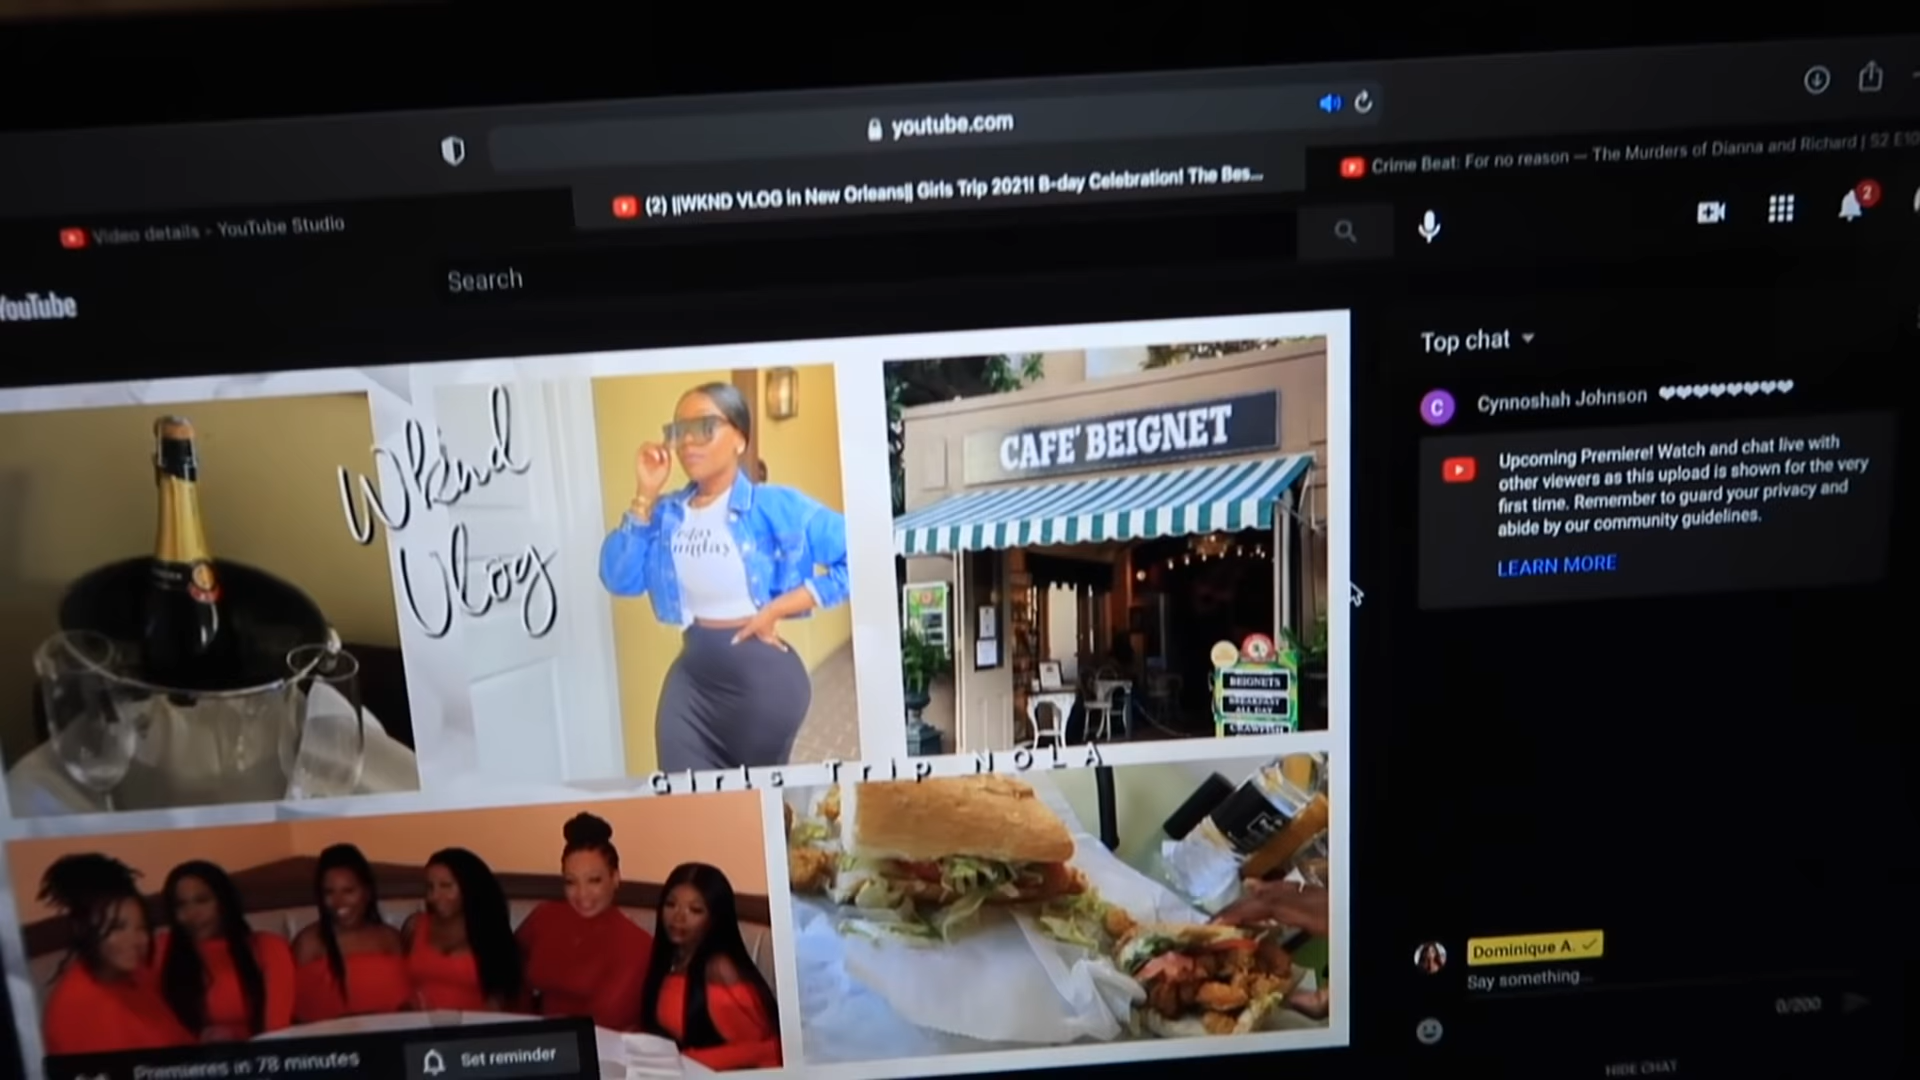 youtube.com
Video details - YouTube Studio
(2) ||WKND VLOG in New Orleans|| Girls Trip 2021! B-day Celebration! The Bes...
Crime Beat: For no reason — The Murders of Dianna and Richard | S2 E10
YouTube
Search
2
Top chat
C
Cynnoshah Johnson
Upcoming Premiere! Watch and chat live with
other viewers as this upload is shown for the very
first time. Remember to guard your privacy and
abide by our community guidelines.
LEARN MORE
Wknd
Vlog
CAFE' BEIGNET
BEIGNETS
BREAKFAST
ALL DAY
CRAWFISH
Girls Trip NOLA
Premieres in 78 minutes
Set reminder
Dominique A.
Say something...
0/200
HIDE CHAT